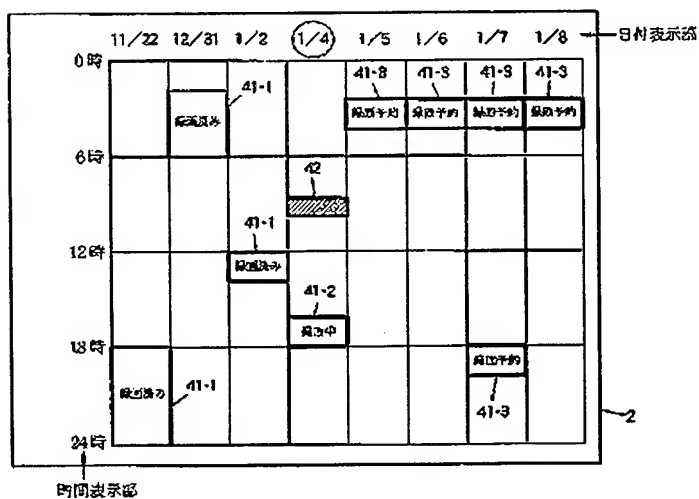 11/22 12/31 1/2 1/4 1/5 1/6 1/7 1/8 日付表示部
0時
41-1 41-3 41-3 41-3 41-3
録画済み 録画予約 録画予約 録画予約 録画予約
6時
42
41-1
12時
録画済み
41-2
録画中
18時
録画予約
録画済み 41-1
41-3
2
24時
時間表示部